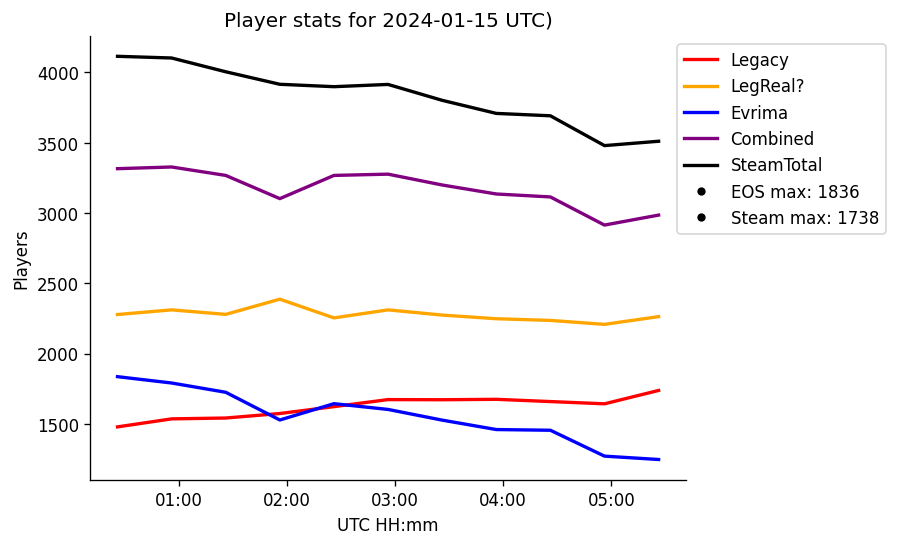 Player stats for 2024-01-15 UTC)
Legacy
LegReal?
Evrima
Combined
SteamTotal
EOS max: 1836
Steam max: 1738
Players
4000
3500
3000
2500
2000
1500
01:00 02:00 03:00 04:00 05:00
UTC HH:mm